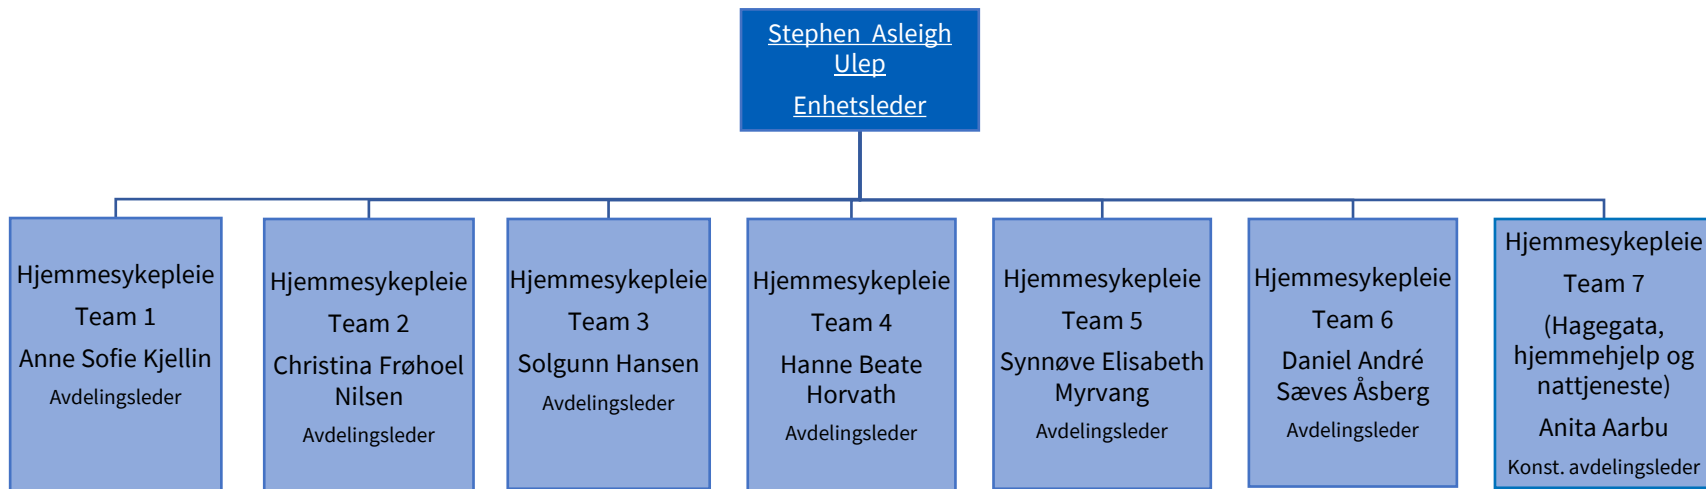 Stephen Asleigh
Ulep
Enhetsleder
Hjemmesykepleie
Team 1
Anne Sofie Kjellin
Avdelingsleder
Hjemmesykepleie
Team 2
Christina Frøhoel
Nilsen
Avdelingsleder
Hjemmesykepleie
Team 3
Solgunn Hansen
Avdelingsleder
Hjemmesykepleie
Team 4
Hanne Beate
Horvath
Avdelingsleder
Hjemmesykepleie
Team 5
Synnøve Elisabeth
Myrvang
Avdelingsleder
Hjemmesykepleie
Team 6
Daniel André
Sæves Åsberg
Avdelingsleder
Hjemmesykepleie
Team 7
(Hagegata,
hjemmehjelp og
nattjeneste)
Anita Aarbu
Konst. avdelingsleder